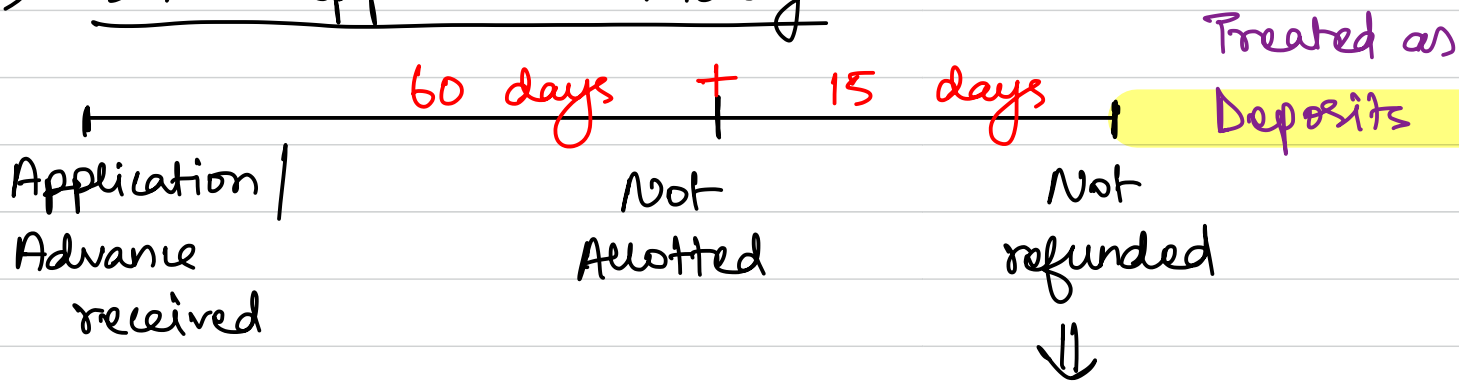 Treated as
60 days + 15 days
Deposits
Application/ Not Not
Advance Allotted refunded
received
⇓